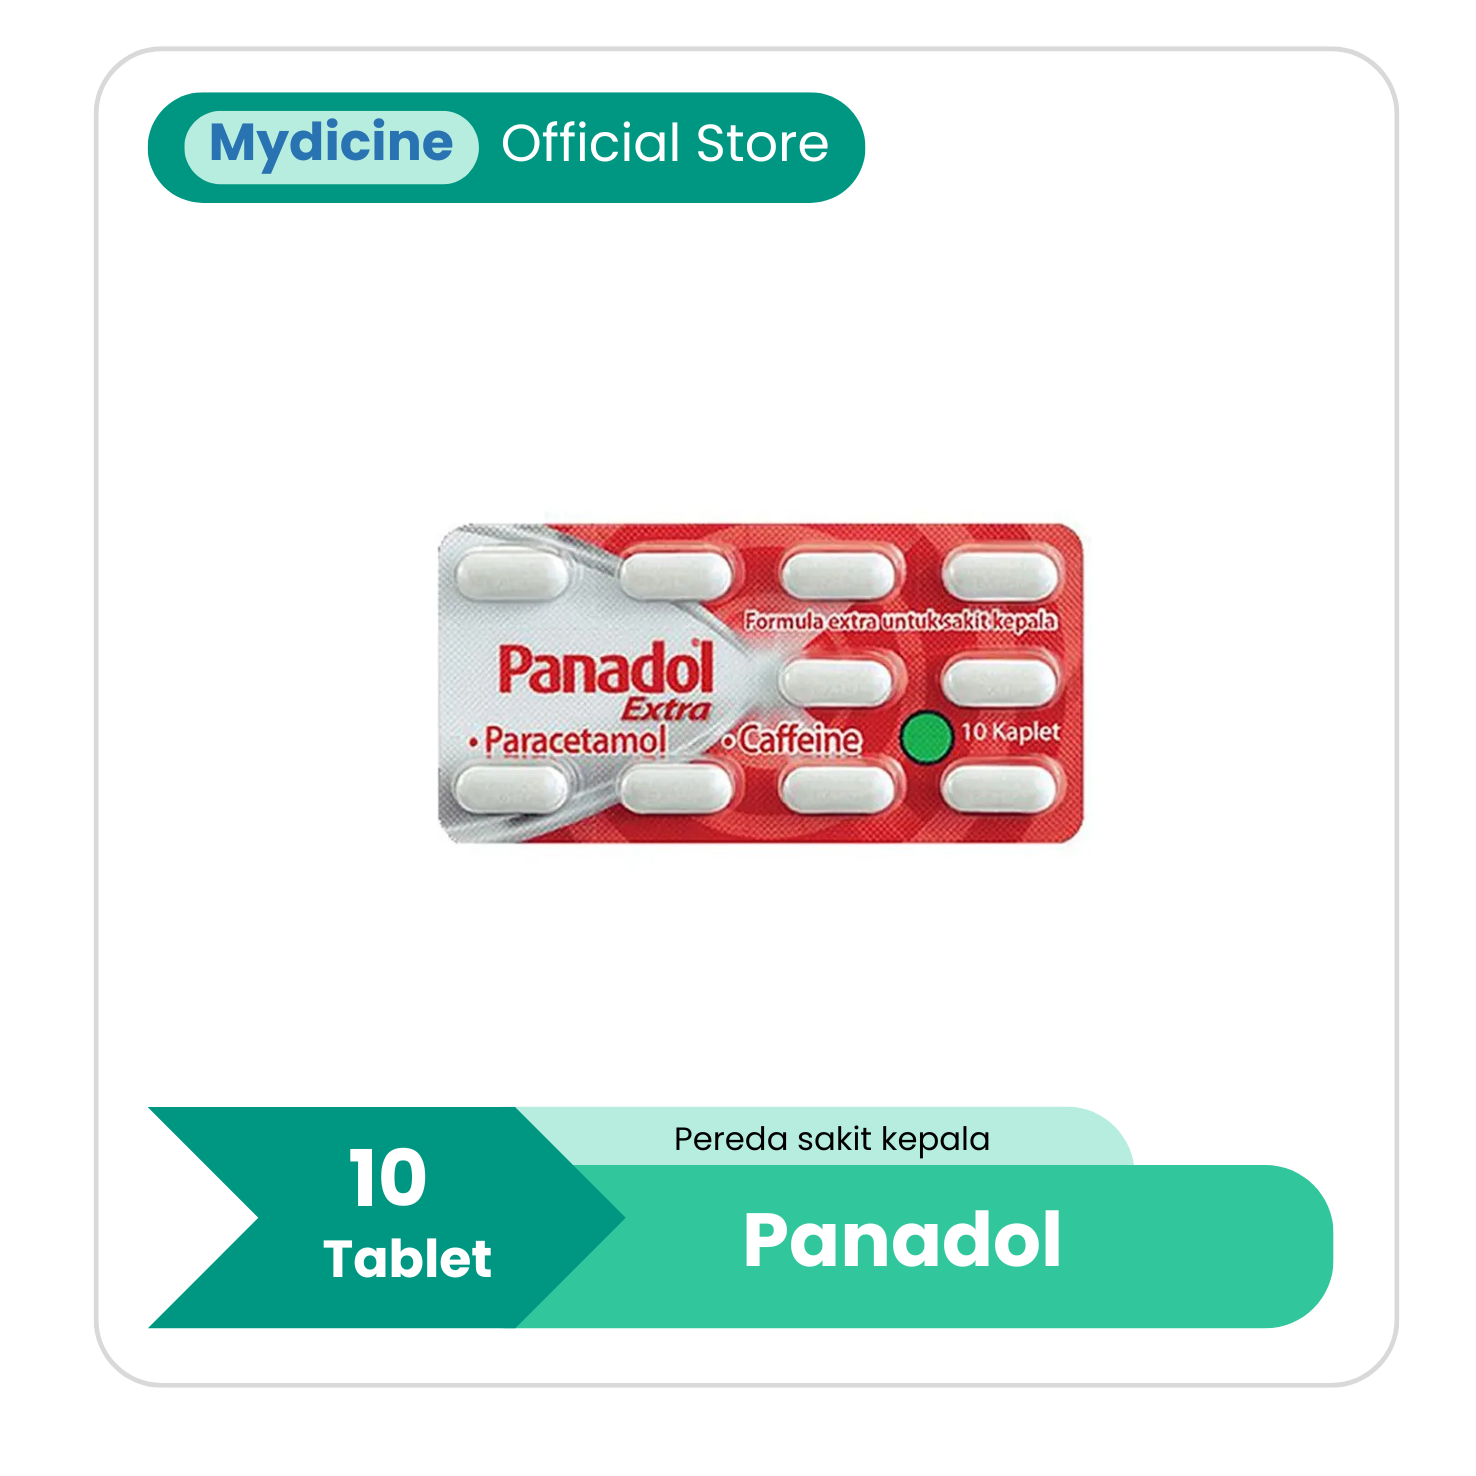 Mydicine Official Store
Formula extra untuk sakit kepala
Panadol®
Extra
• Paracetamol • Caffeine
10 Kaplet
Pereda sakit kepala
10
Tablet
Panadol